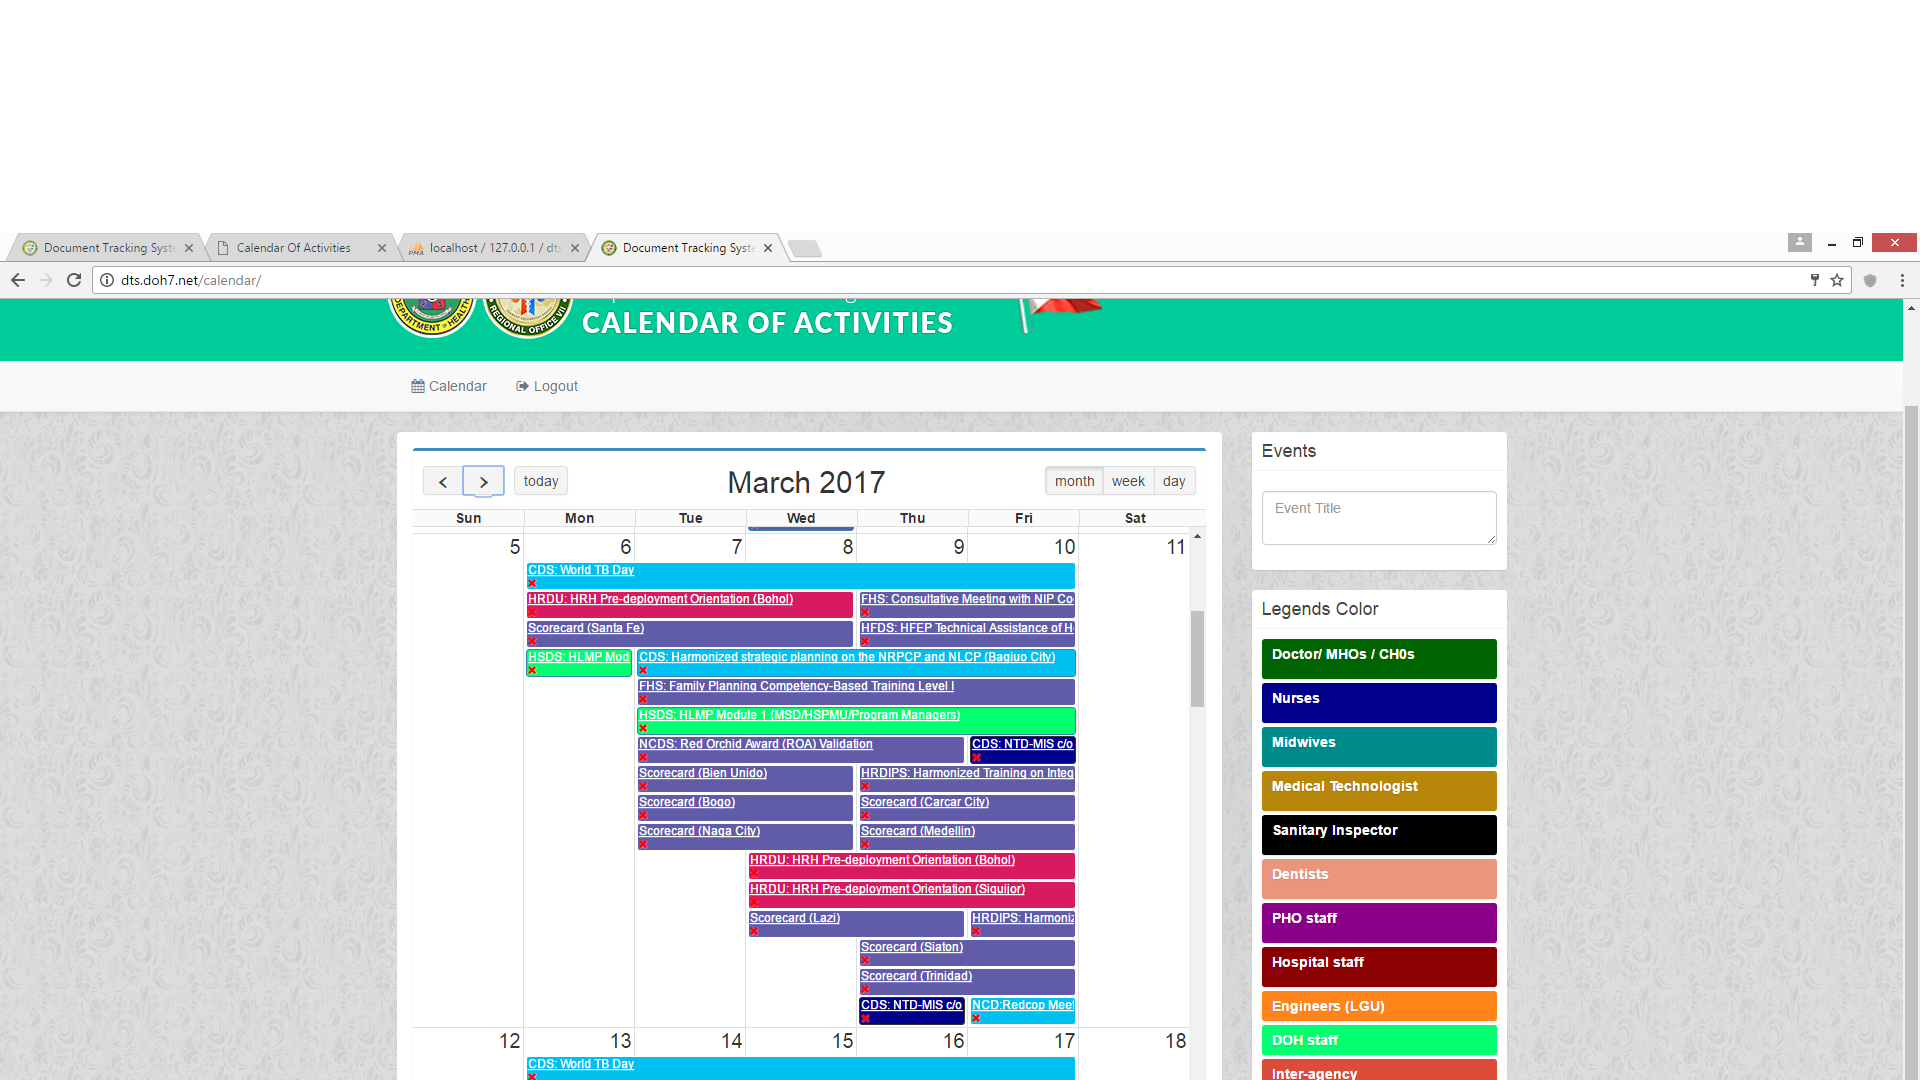 Document Tracking Syst
Calendar Of Activities
localhost / 127.0.0.1 / dt
Document Tracking Syst
dts.doh7.net/calendar/
DEPARTMENT of HEALTH
REGIONAL OFFICE VII
CALENDAR OF ACTIVITIES
Calendar
Logout
today
March 2017
month
week
day
Sun Mon Tue Wed Thu Fri Sat
5 6 7 8 9 10 11
CDS: World TB Day
HRDU: HRH Pre-deployment Orientation (Bohol)
FHS: Consultative Meeting with NIP Co
Scorecard (Santa Fe)
HFDS: HFEP Technical Assistance of H
HSDS: HLMP Mod
CDS: Harmonized strategic planning on the NRPCP and NLCP (Bagiuo City)
FHS: Family Planning Competency-Based Training Level I
HSDS: HLMP Module 1 (MSD/HSPMU/Program Managers)
NCDS: Red Orchid Award (ROA) Validation
CDS: NTD-MIS c/o
Scorecard (Bien Unido)
HRDIPS: Harmonized Training on Integ
Scorecard (Bogo)
Scorecard (Carcar City)
Scorecard (Naga City)
Scorecard (Medellin)
HRDU: HRH Pre-deployment Orientation (Bohol)
HRDU: HRH Pre-deployment Orientation (Siquijor)
Scorecard (Lazi)
HRDIPS: Harmoniz
Scorecard (Siaton)
Scorecard (Trinidad)
CDS: NTD-MIS c/o
NCD:Redcop Meet
12 13 14 15 16 17 18
CDS: World TB Day
Events
Event Title
Legends Color
Doctor/ MHOs / CH0s
Nurses
Midwives
Medical Technologist
Sanitary Inspector
Dentists
PHO staff
Hospital staff
Engineers (LGU)
DOH staff
Inter-agency